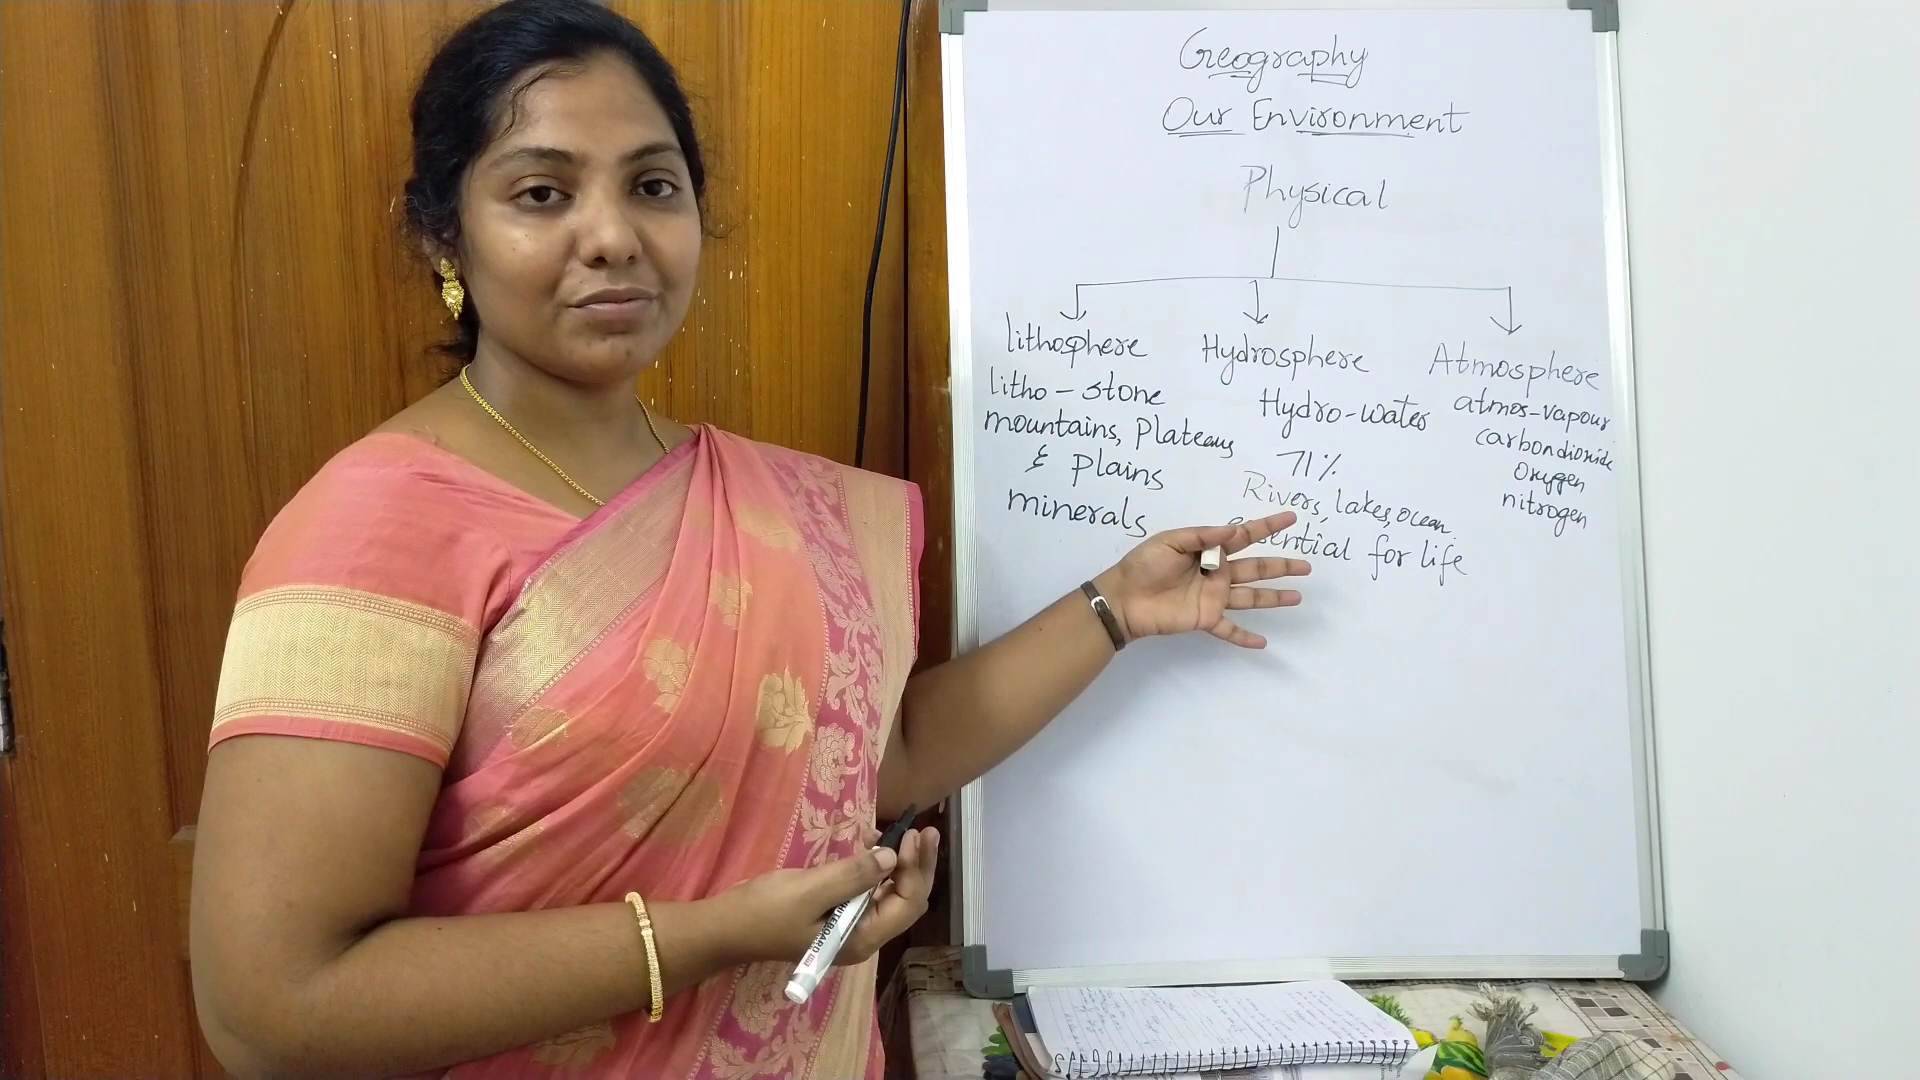 Geography
Our Environment
Physical
lithosphere
litho - stone
mountains, Plateaus
& plains
minerals
Hydrosphere
Hydro-water
71%
Rivers, lakes, ocean
essential for life
Atmosphere
atmos-vapour
carbondioxide
Oxygen
nitrogen
WHITEBOARD